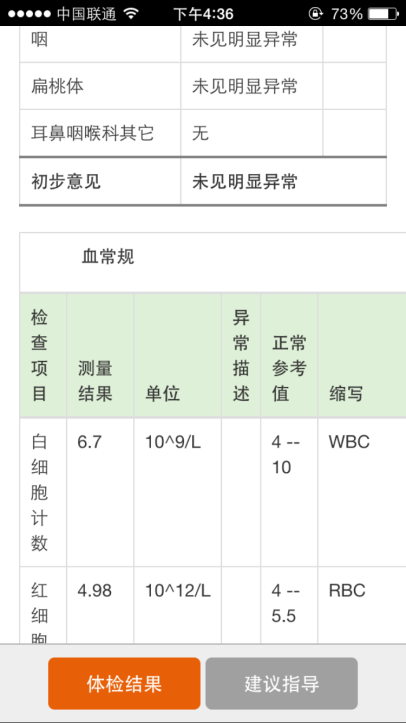 中国联通 下午4:36 73%
咽 未见明显异常
扁桃体 未见明显异常
耳鼻咽喉科其它 无
初步意见 未见明显异常
血常规
检查项目 测量结果 单位 异常描述 正常参考值 缩写
白细胞计数 6.7 10^9/L 4 -- 10 WBC
红细胞 4.98 10^12/L 4 -- 5.5 RBC
体检结果 建议指导